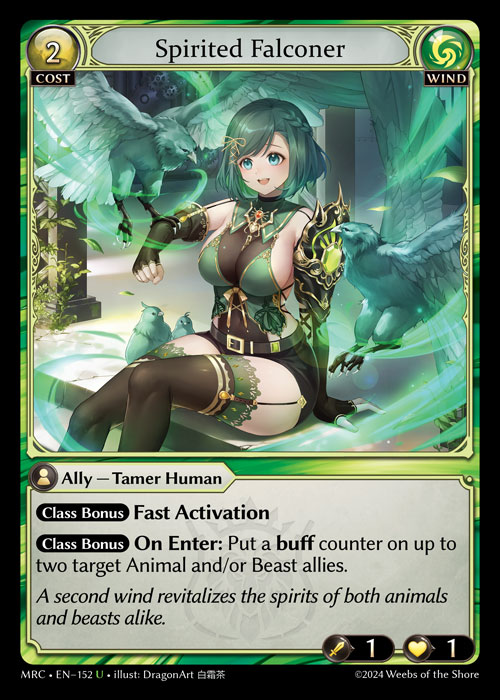 2
Spirited Falconer
COST
WIND
Ally — Tamer Human
Class Bonus Fast Activation
Class Bonus On Enter: Put a buff counter on up to
two target Animal and/or Beast allies.
A second wind revitalizes the spirits of both animals
and beasts alike.
1
1
MRC • EN–152 U • illust: DragonArt 白霜茶
©2024 Weebs of the Shore